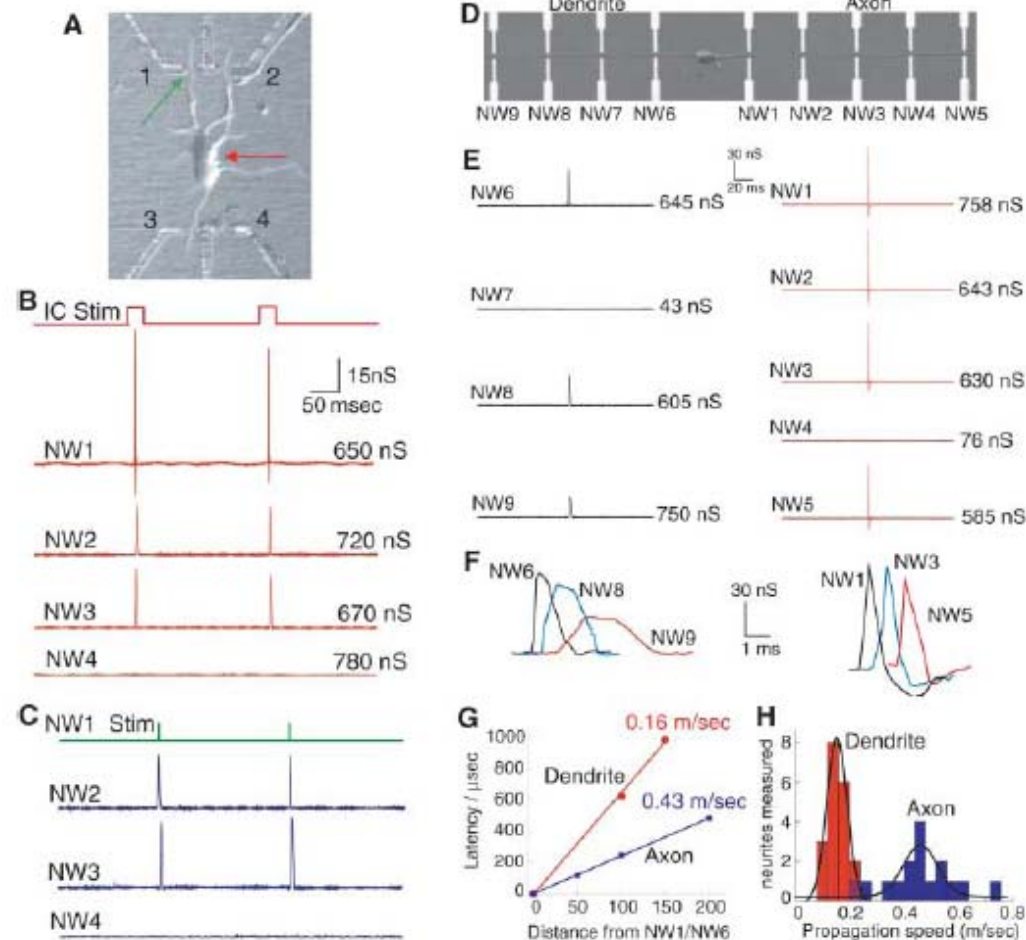 A
1
2
3
4
B
IC Stim
15nS
50 msec
NW1
650 nS
NW2
720 nS
NW3
670 nS
NW4
780 nS
C
NW1 Stim
NW2
NW3
NW4
D
Dendrite
Axon
NW9 NW8 NW7 NW6 NW1 NW2 NW3 NW4 NW5
E
30 nS
20 ms
NW6
645 nS
NW7
43 nS
NW8
605 nS
NW9
750 nS
NW1
758 nS
NW2
643 nS
NW3
630 nS
NW4
76 nS
NW5
585 nS
F
NW6
NW8
NW9
30 nS
1 ms
NW1
NW3
NW5
G
Latency / μsec
1000
800
600
400
200
0
0.16 m/sec
Dendrite
0.43 m/sec
Axon
0 50 100 150 200
Distance from NW1/NW6
H
neurites measured
8
6
4
2
0
Dendrite
Axon
0 0.2 0.4 0.6 0.8
Propagation speed (m/sec)